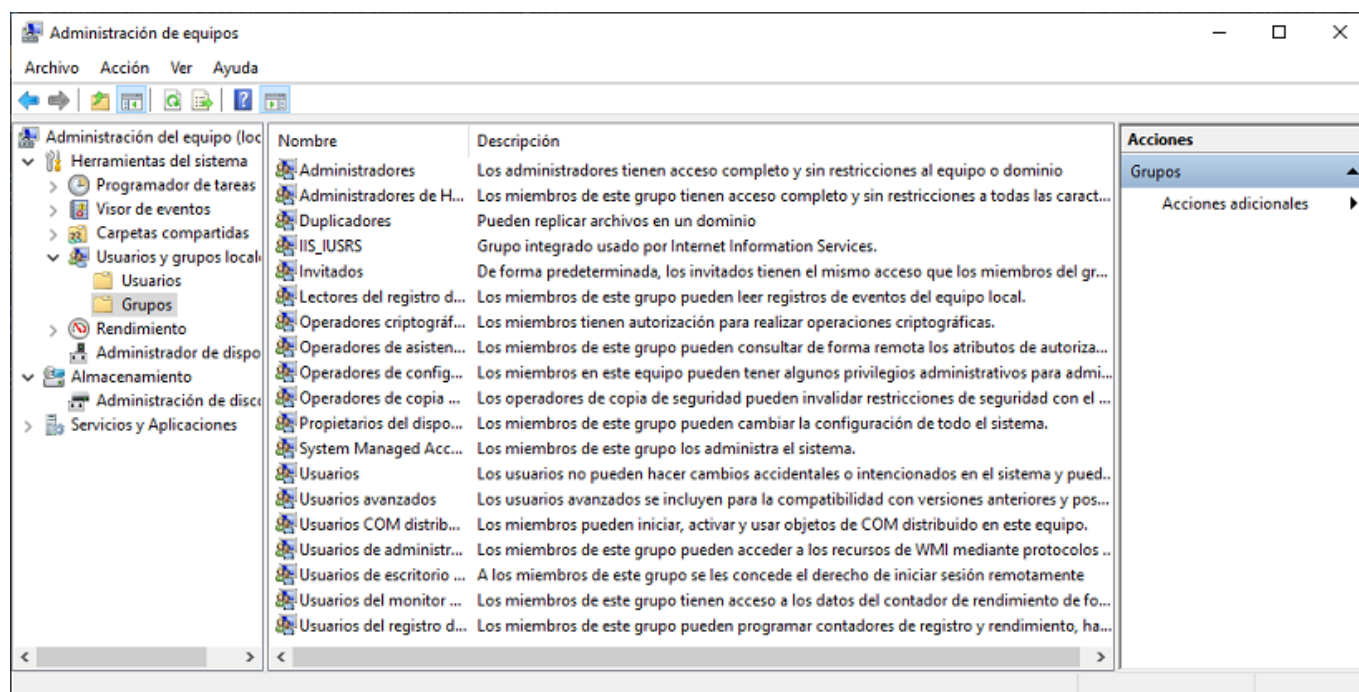 Administración de equipos
Archivo Acción Ver Ayuda
Administración del equipo (loc
Herramientas del sistema
Programador de tareas
Visor de eventos
Carpetas compartidas
Usuarios y grupos local
Usuarios
Grupos
Rendimiento
Administrador de dispo
Almacenamiento
Administración de disc
Servicios y Aplicaciones
Nombre Descripción
Administradores Los administradores tienen acceso completo y sin restricciones al equipo o dominio
Administradores de H... Los miembros de este grupo tienen acceso completo y sin restricciones a todas las caract...
Duplicadores Pueden replicar archivos en un dominio
IIS_IUSRS Grupo integrado usado por Internet Information Services.
Invitados De forma predeterminada, los invitados tienen el mismo acceso que los miembros del gr...
Lectores del registro d... Los miembros de este grupo pueden leer registros de eventos del equipo local.
Operadores criptográf... Los miembros tienen autorización para realizar operaciones criptográficas.
Operadores de asisten... Los miembros de este grupo pueden consultar de forma remota los atributos de autoriza...
Operadores de config... Los miembros en este equipo pueden tener algunos privilegios administrativos para admi...
Operadores de copia ... Los operadores de copia de seguridad pueden invalidar restricciones de seguridad con el ...
Propietarios del dispo... Los miembros de este grupo pueden cambiar la configuración de todo el sistema.
System Managed Acc... Los miembros de este grupo los administra el sistema.
Usuarios Los usuarios no pueden hacer cambios accidentales o intencionados en el sistema y pued..
Usuarios avanzados Los usuarios avanzados se incluyen para la compatibilidad con versiones anteriores y pos...
Usuarios COM distrib... Los miembros pueden iniciar, activar y usar objetos de COM distribuido en este equipo.
Usuarios de administr... Los miembros de este grupo pueden acceder a los recursos de WMI mediante protocolos ..
Usuarios de escritorio ... A los miembros de este grupo se les concede el derecho de iniciar sesión remotamente
Usuarios del monitor ... Los miembros de este grupo tienen acceso a los datos del contador de rendimiento de fo...
Usuarios del registro d... Los miembros de este grupo pueden programar contadores de registro y rendimiento, ha...
Acciones
Grupos
Acciones adicionales